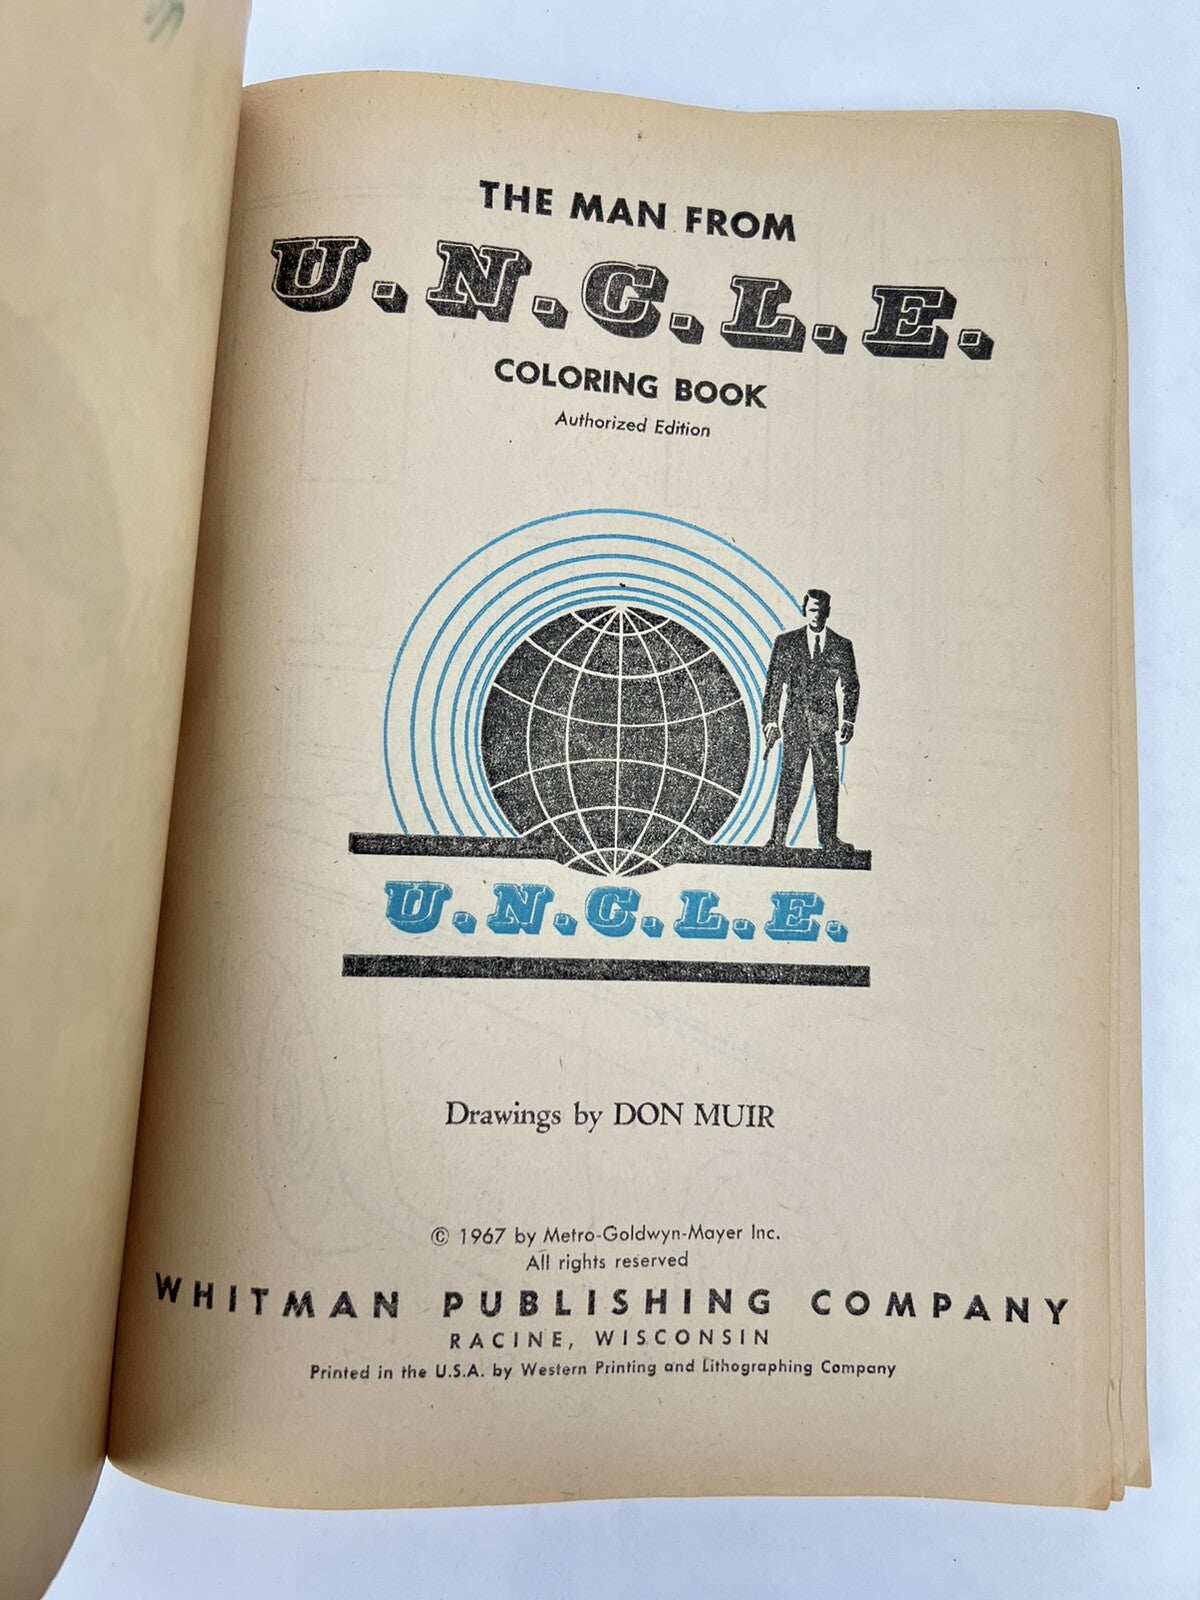 THE MAN FROM
U.N.C.L.E.
COLORING BOOK
Authorized Edition
U.N.C.L.E.
Drawings by DON MUIR
© 1967 by Metro-Goldwyn-Mayer Inc.
All rights reserved
WHITMAN PUBLISHING COMPANY
RACINE, WISCONSIN
Printed in the U.S.A. by Western Printing and Lithographing Company